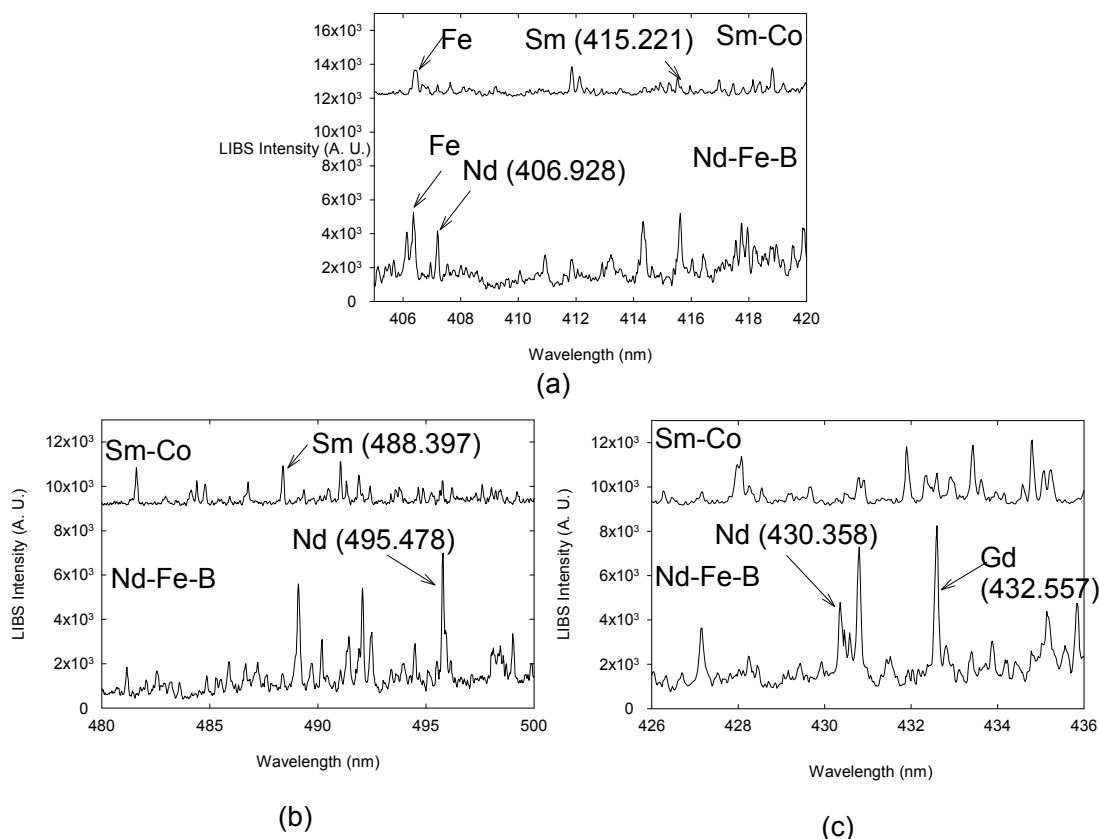 16x10³
14x10³
12x10³
10x10³
LIBS Intensity (A. U.)
8x10³
6x10³
4x10³
2x10³
0
Fe
Sm (415.221)
Sm-Co
Fe
Nd (406.928)
Nd-Fe-B
406 408 410 412 414 416 418 420
Wavelength (nm)
(a)
LIBS Intensity (A. U.)
12x10³
10x10³
8x10³
6x10³
4x10³
2x10³
0
Sm-Co
Sm (488.397)
Nd (495.478)
Nd-Fe-B
480 485 490 495 500
Wavelength (nm)
(b)
LIBS Intensity (A. U.)
12x10³
10x10³
8x10³
6x10³
4x10³
2x10³
0
Sm-Co
Nd (430.358)
Nd-Fe-B
Gd
(432.557)
426 428 430 432 434 436
Wavelength (nm)
(c)